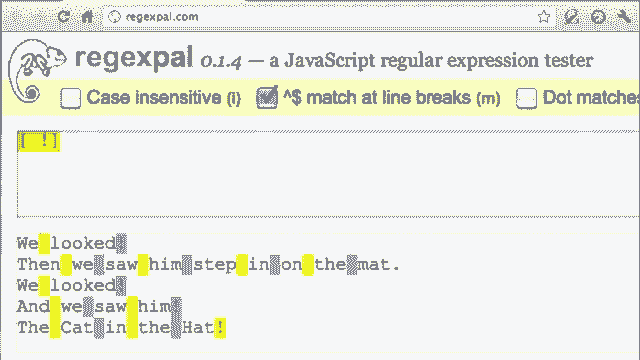 regexpal.com
regexpal 0.1.4 — a JavaScript regular expression tester
Case insensitive (i) ^$ match at line breaks (m) Dot matches
[ !]
We looked!
Then we saw him step in on the mat.
We looked!
And we saw him!
The Cat in the Hat!